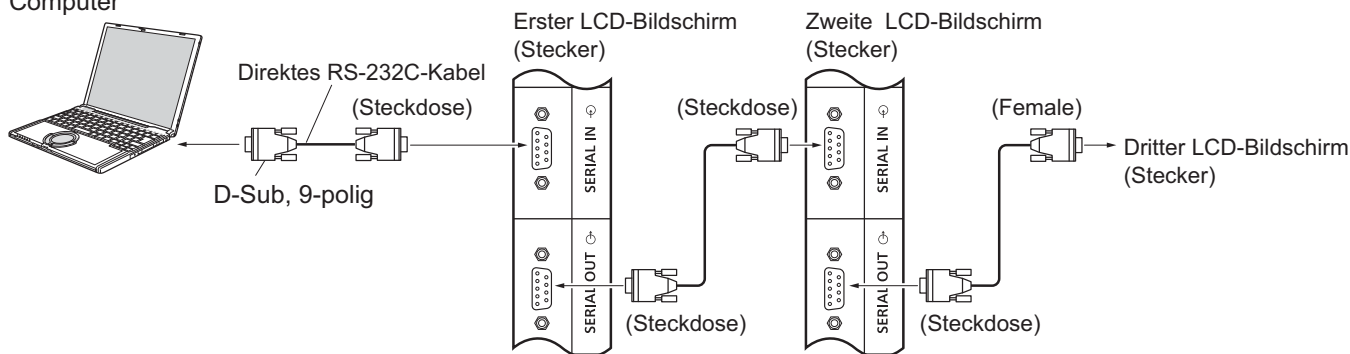 Computer
Erster LCD-Bildschirm
(Stecker)
Zweite LCD-Bildschirm
(Stecker)
Direktes RS-232C-Kabel
(Steckdose)
(Steckdose)
(Female)
SERIAL IN
SERIAL IN
Dritter LCD-Bildschirm
(Stecker)
D-Sub, 9-polig
SERIAL OUT
SERIAL OUT
(Steckdose)
(Steckdose)